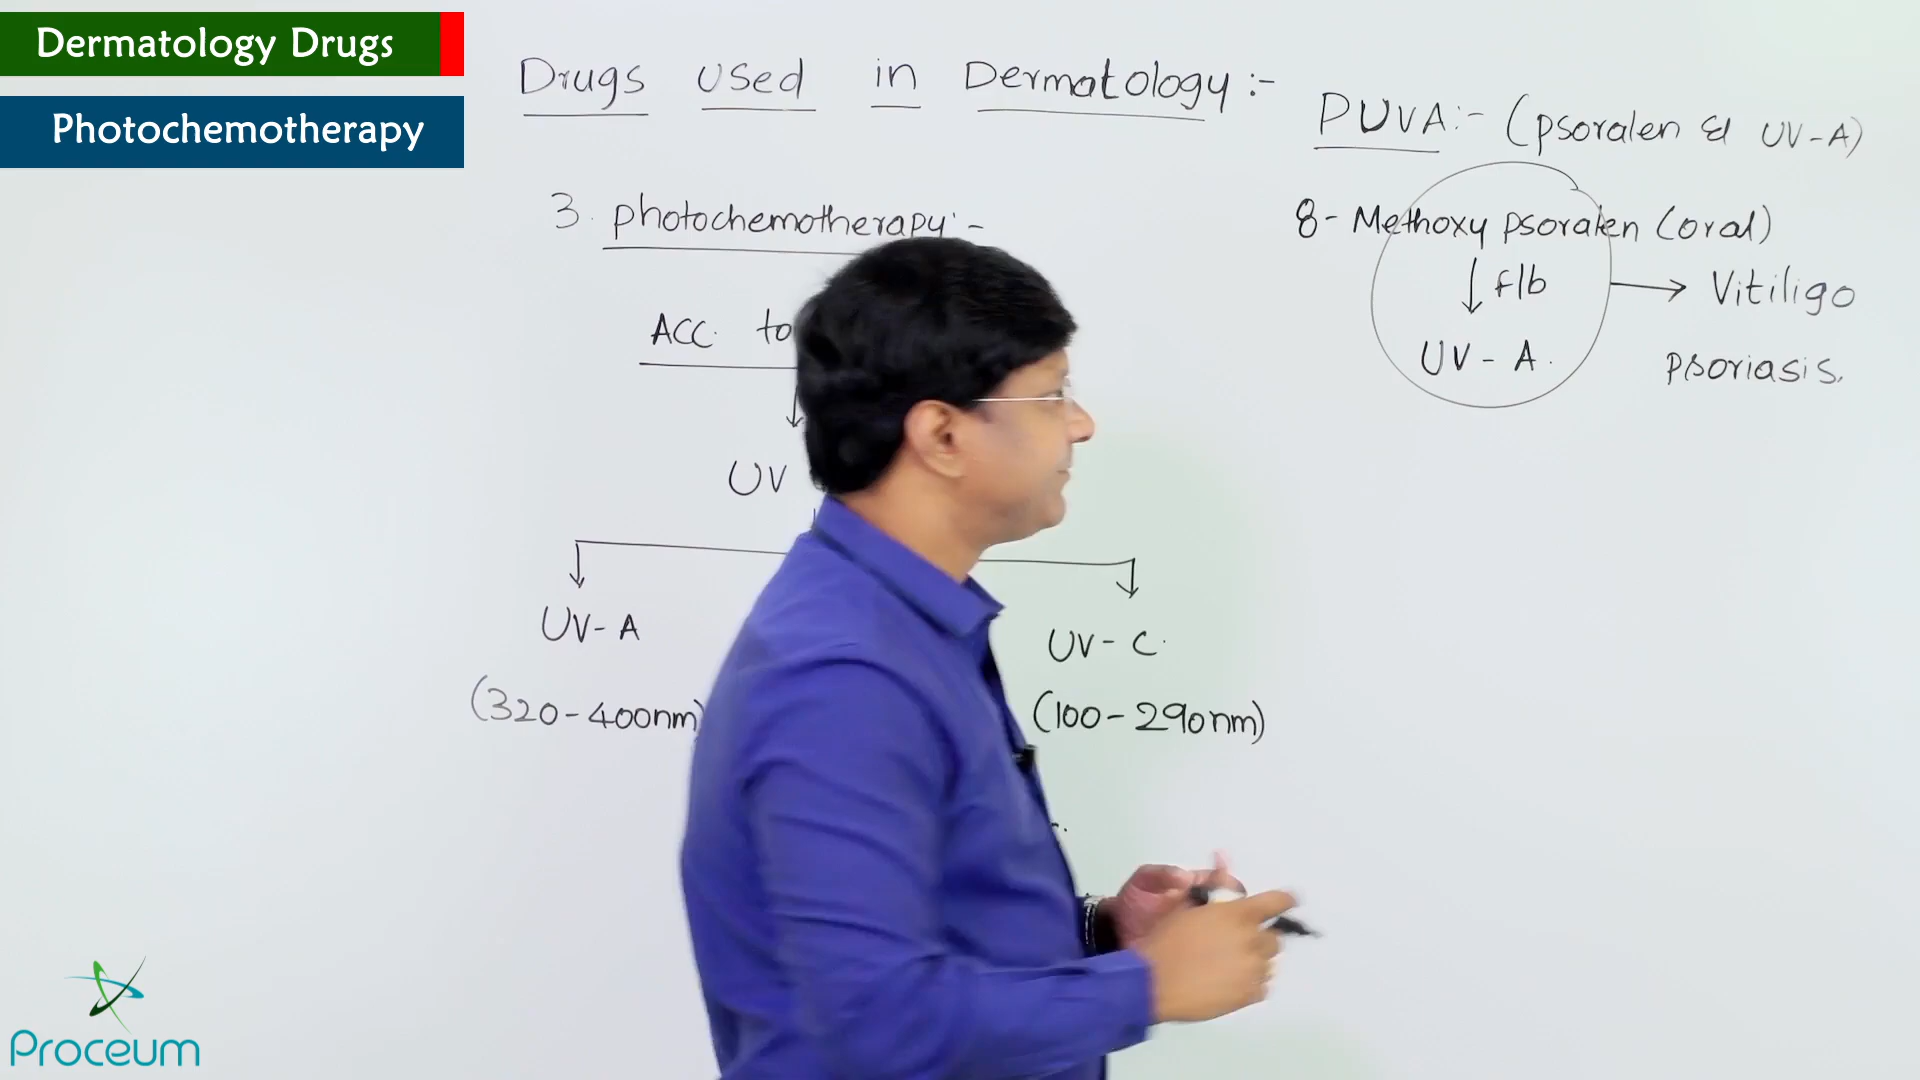 Dermatology Drugs
Photochemotherapy
Drugs used in Dermatology:-
3. photochemotherapy:-
ACC. to
UV
UV-A
UV-C.
(320-400nm)
(100-290nm)
PUVA:- (psoralen & UV-A)
8-Methoxy psoralen (oral)
↓ f/b → Vitiligo
UV-A. Psoriasis.
Proceum